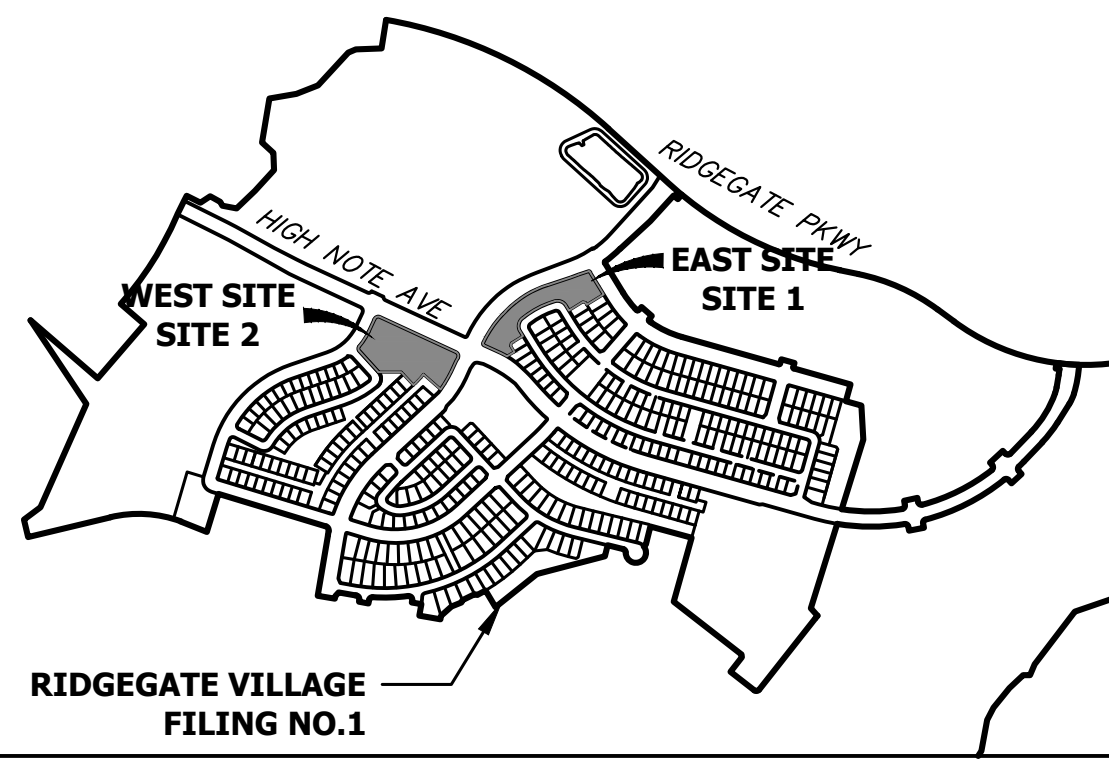 RIDGEGATE PKWY
HIGH NOTE AVE
EAST SITE
SITE 1
WEST SITE
SITE 2
RIDGEGATE VILLAGE
FILING NO.1